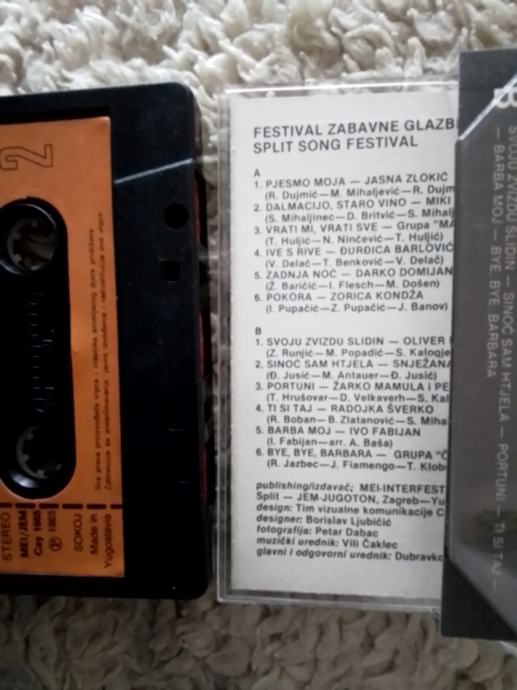 FESTIVAL ZABAVNE GLAZB
SPLIT SONG FESTIVAL
A
1. PJESMO MOJA — JASNA ZLOKIĆ
(R. Dujmić—M. Mihaljević—R. Dujm
2. DALMACIJO, STARO VINO — MIKI
(S. Mihaljinec—D. Britvić—S. Mihalj
3. VRATI MI, VRATI SVE — Grupa "MA
(T. Huljić—N. Ninčević—T. Huljić)
4. IVE S RIVE — ĐURĐICA BARLOVIĆ
(V. Delač—T. Benković—V. Delač)
5. ZADNJA NOĆ — DARKO DOMIJAN
(Ž. Baričić—I. Flesch—M. Došen)
6. POKORA — ZORICA KONDŽA
(I. Pupačić—Z. Pupačić—J. Banov)
B
1. SVOJU ZVIZDU SLIDIN — OLIVER
(Z. Runjić—M. Popadić—S. Kalogje
2. SINOĆ SAM HTJELA — SNJEŽANA
(Đ. Jusić—M. Antauer—Đ. Jusić)
3. PORTUNI — ŽARKO MAMULA i PE
(T. Hrušovar—D. Velkaverh—S. Kal
4. TI SI TAJ — RADOJKA ŠVERKO
(R. Boban—B. Zlatanović—S. Miha
5. BARBA MOJ — IVO FABIJAN
(I. Fabijan—arr. A. Baša)
6. BYE, BYE, BARBARA — GRUPA "
(R. Jazbec—J. Fiamengo—T. Klob
publishing/izdavač; MEI-INTERFEST
Split — JEM-JUGOTON, Zagreb—Yu
design: Tim vizualne komunikacije C
designer: Borislav Ljubičić
fotografija: Petar Dabac
muzički urednik: Vili Čaklec
glavni i odgovorni urednik: Dubravko
B
SVOJU ZVIZDU SLIDIN — SINOĆ SAM HTJELA — PORTUNI — TI SI TAJ —
— BARBA MOJ — BYE, BYE BARBARA
2
STEREO
MEI/JEM
Cay 1665
Ⓟ 1985
SOKOJ
Made in
Yugoslavia